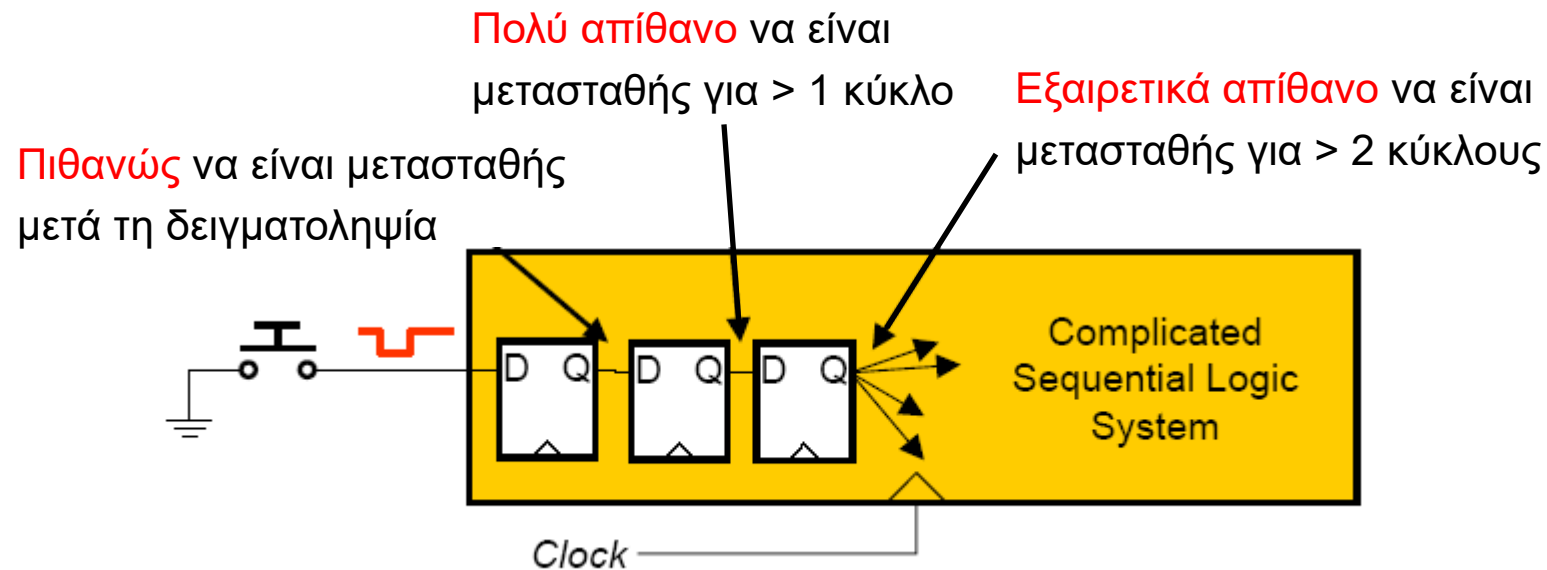 Πολύ απίθανο να είναι
μετασταθής για > 1 κύκλο
Εξαιρετικά απίθανο να είναι
μετασταθής για > 2 κύκλους
Πιθανώς να είναι μετασταθής
μετά τη δειγματοληψία
D Q D Q D Q
Complicated
Sequential Logic
System
Clock